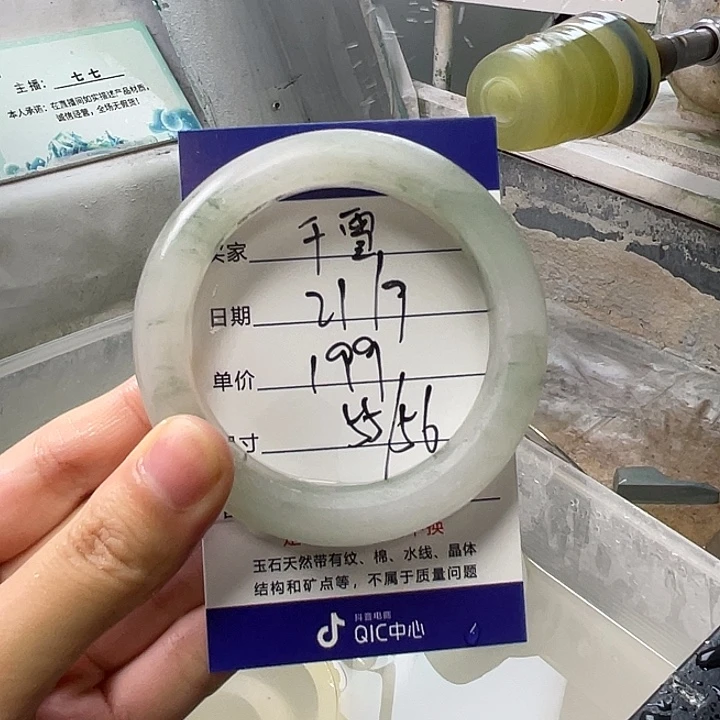 主播： 七七
本人承诺：在直播间如实描述产品材质，
诚信经营，全场无假货！
买家 千雪
日期 21/7
单价 199
尺寸 55/56
玉石天然带有纹、棉、水线、晶体
结构和矿点等，不属于质量问题
抖音电商
QIC中心